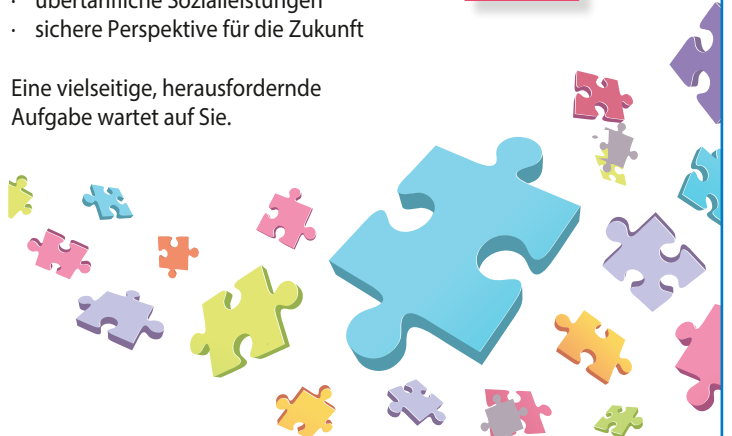 · übertarifliche Sozialleistungen
· sichere Perspektive für die Zukunft
Eine vielseitige, herausfordernde
Aufgabe wartet auf Sie.